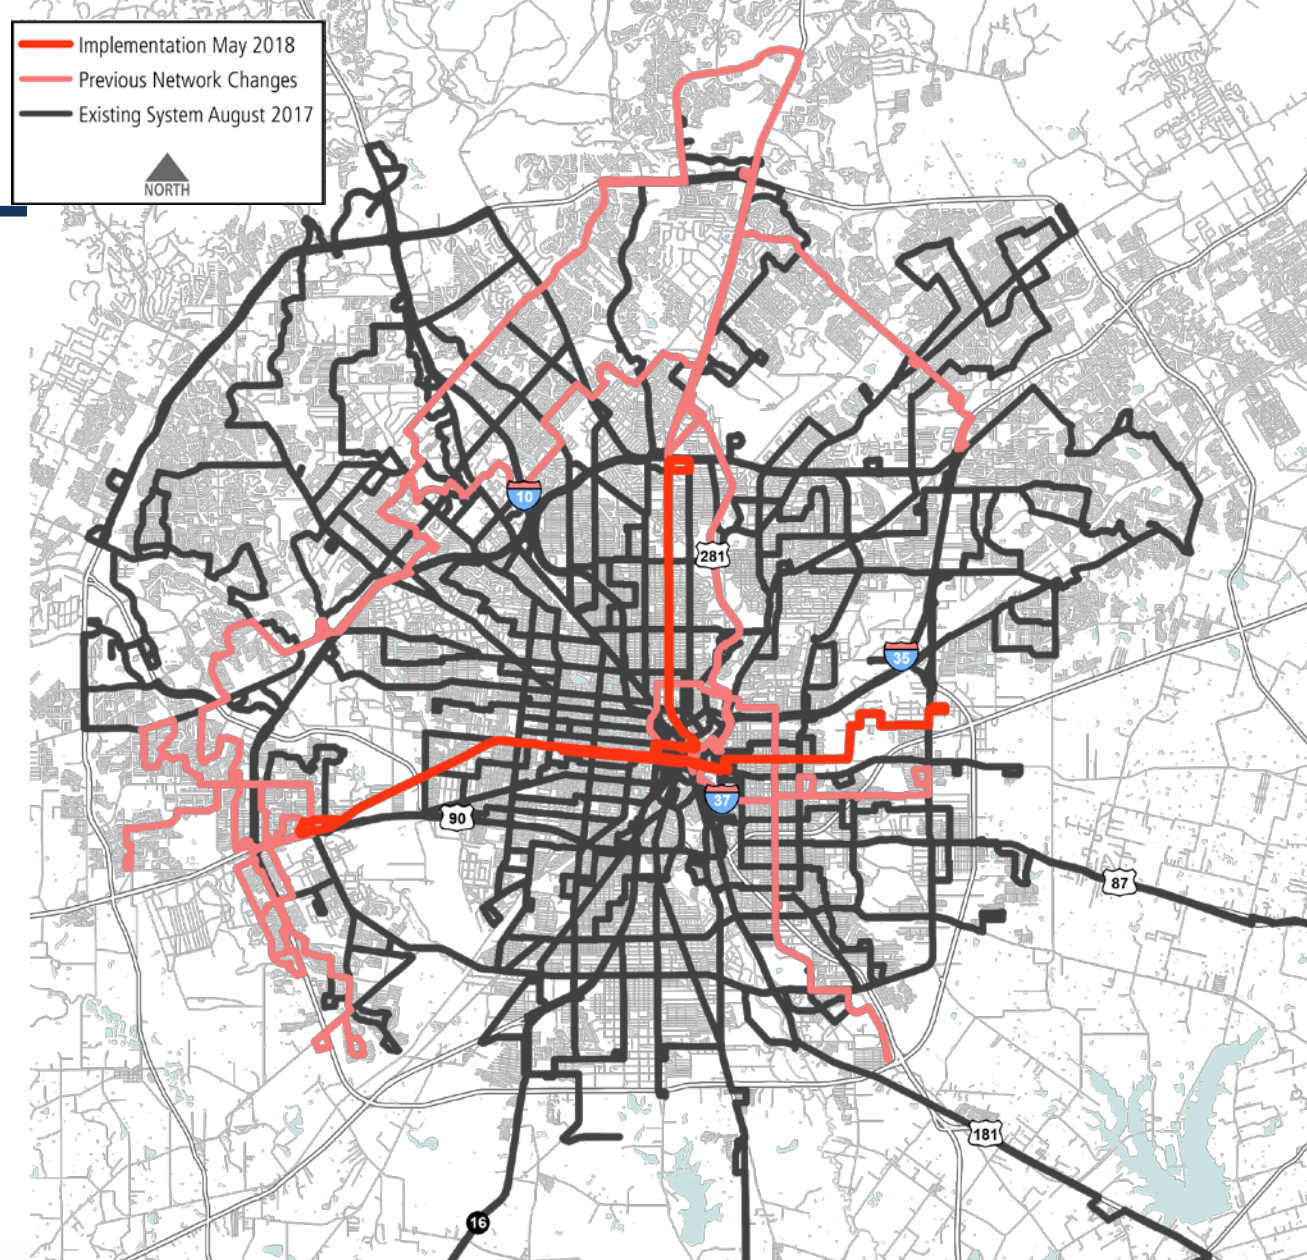 Implementation May 2018
Previous Network Changes
Existing System August 2017
NORTH
10
281
35
37
90
87
181
16